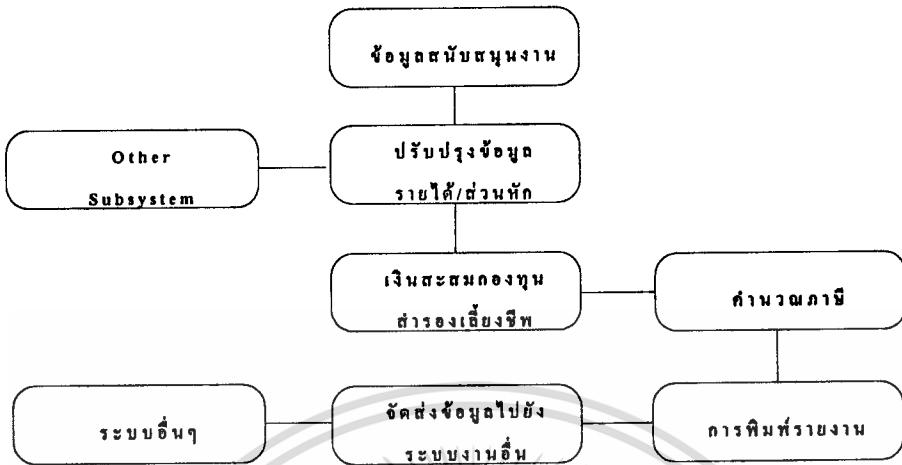 ข้อมูลสนับสนุนงาน
Other
Subsystem
ปรับปรุงข้อมูล
รายได้/ส่วนหัก
เงินสะสมกองทุน
สำรองเลี้ยงชีพ
คำนวณภาษี
ระบบอื่นๆ
จัดส่งข้อมูลไปยัง
ระบบงานอื่น
การพิมพ์รายงาน